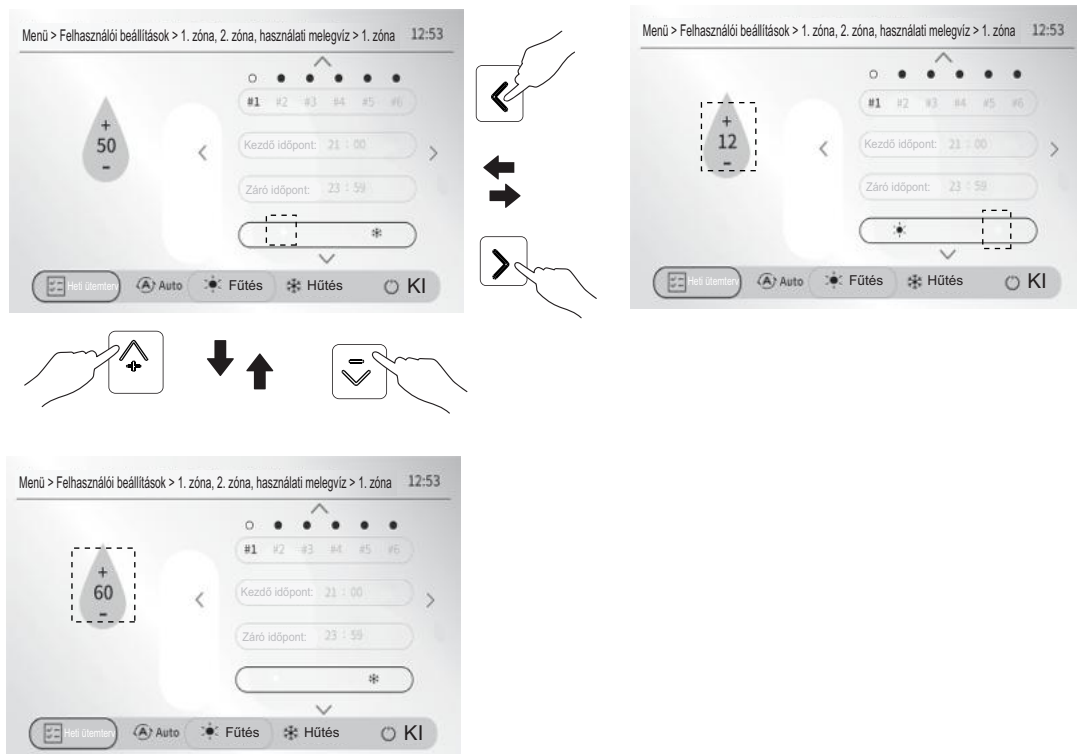 Menü > Felhasználói beállítások > 1. zóna, 2. zóna, használati melegvíz > 1. zóna 12:53
#1 #2 #3 #4 #5 #6
+
50
-
Kezdő időpont: 21 : 00
Záró időpont: 23 : 59
Heti ütemterv Auto Fűtés Hűtés KI
Menü > Felhasználói beállítások > 1. zóna, 2. zóna, használati melegvíz > 1. zóna 12:53
#1 #2 #3 #4 #5 #6
+
12
-
Kezdő időpont: 21 : 00
Záró időpont: 23 : 59
Heti ütemterv Auto Fűtés Hűtés KI
Menü > Felhasználói beállítások > 1. zóna, 2. zóna, használati melegvíz > 1. zóna 12:53
#1 #2 #3 #4 #5 #6
+
60
-
Kezdő időpont: 21 : 00
Záró időpont: 23 : 59
Heti ütemterv Auto Fűtés Hűtés KI